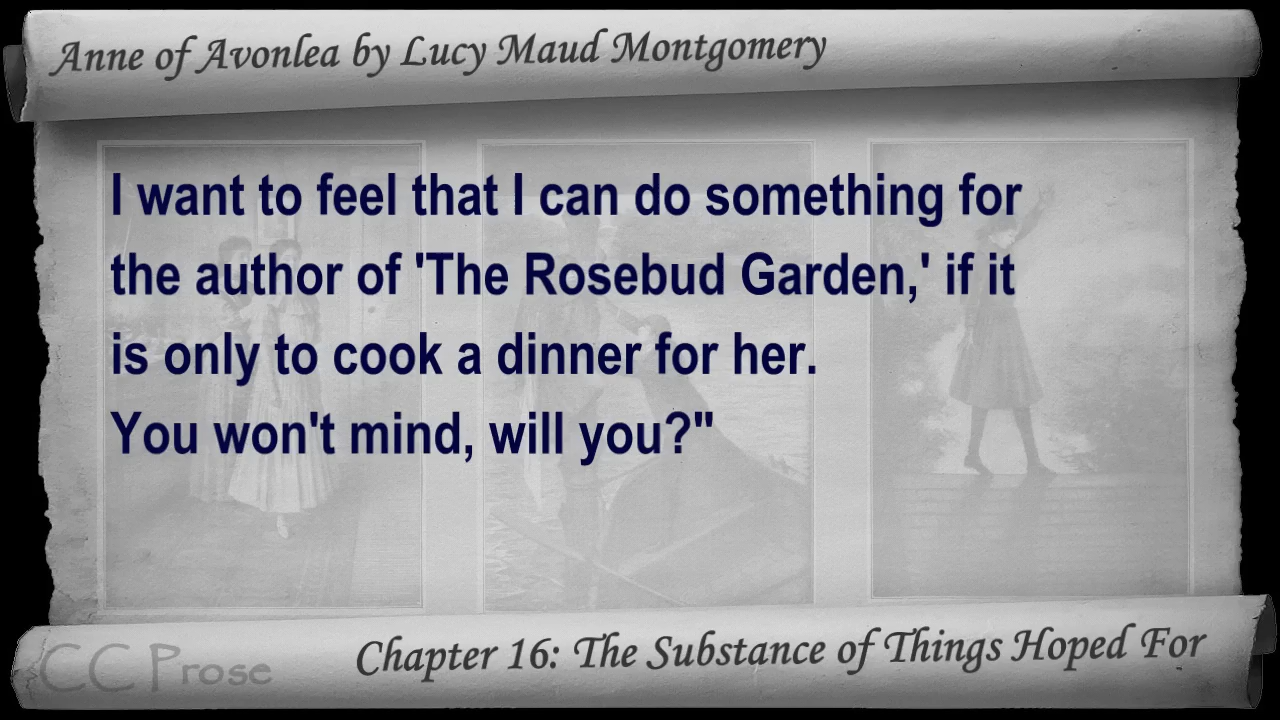 Anne of Avonlea by Lucy Maud Montgomery
I want to feel that I can do something for
the author of 'The Rosebud Garden,' if it
is only to cook a dinner for her.
You won't mind, will you?"
CC Prose
Chapter 16: The Substance of Things Hoped For